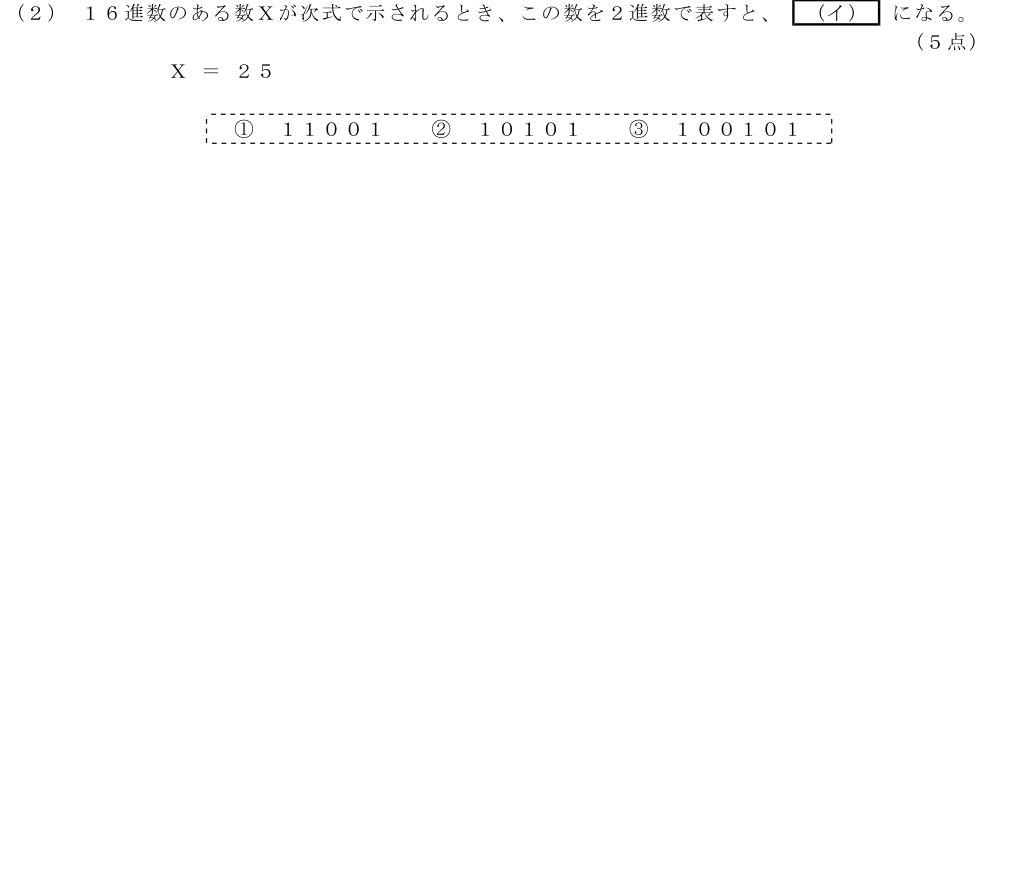 （２） １６進数のある数Ｘが次式で示されるとき、この数を２進数で表すと、 （イ） になる。
（５点）
Ｘ ＝ ２５
① １１００１ ② １０１０１ ③ １００１０１